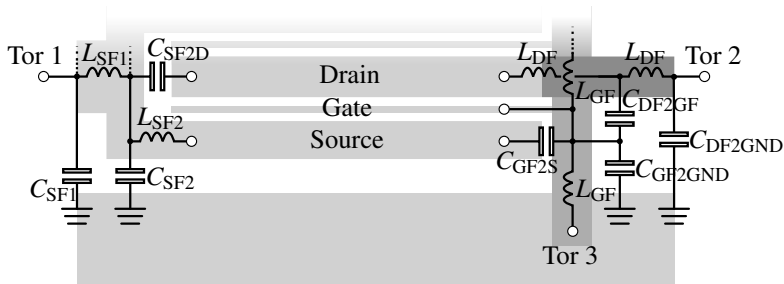 Tor 1
L_SF1
C_SF2D
Drain
L_DF
L_DF
Tor 2
L_GF
C_DF2GF
Gate
L_SF2
Source
C_GF2S
C_DF2GND
C_GF2GND
C_SF1
C_SF2
L_GF
Tor 3